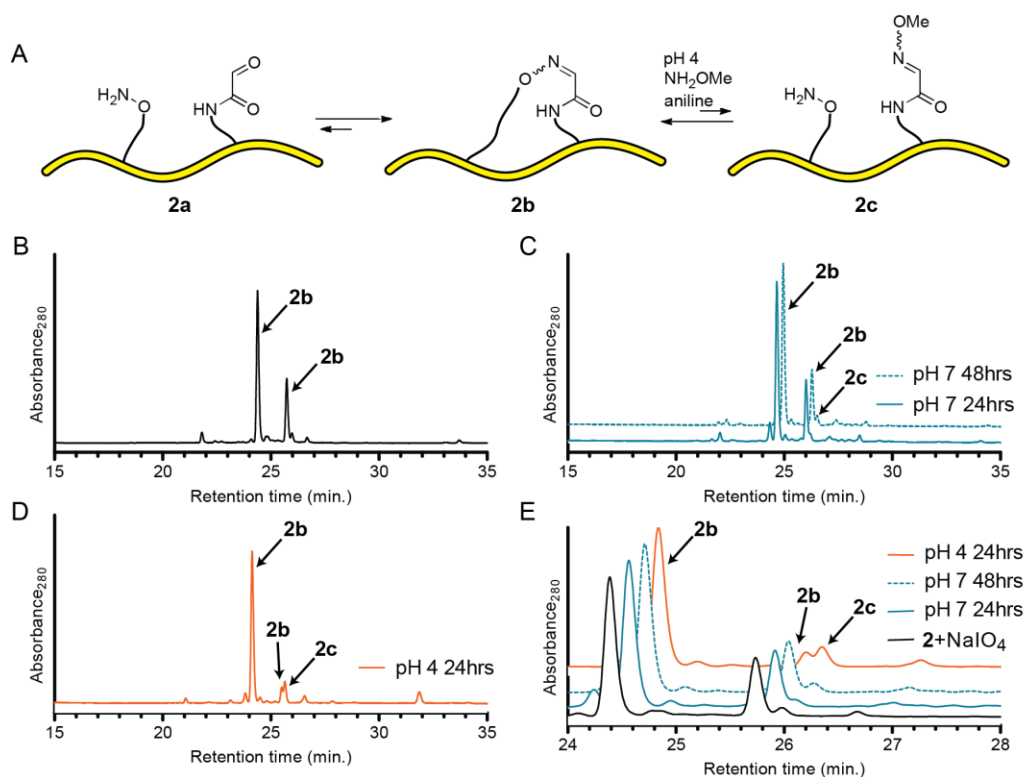 A
H₂N
O
HN
O
O
2a
O
N
HN
O
2b
pH 4
NH₂OMe
aniline
H₂N
O
OMe
N
HN
O
2c
B
Absorbance₂₈₀
2b
2b
15 20 25 30 35
Retention time (min.)
C
Absorbance₂₈₀
2b
2b
2c
pH 7 48hrs
pH 7 24hrs
15 20 25 30 35
Retention time (min.)
D
Absorbance₂₈₀
2b
2b
2c
pH 4 24hrs
15 20 25 30 35
Retention time (min.)
E
Absorbance₂₈₀
2b
2b
2c
pH 4 24hrs
pH 7 48hrs
pH 7 24hrs
2+NaIO₄
24 25 26 27 28
Retention time (min.)